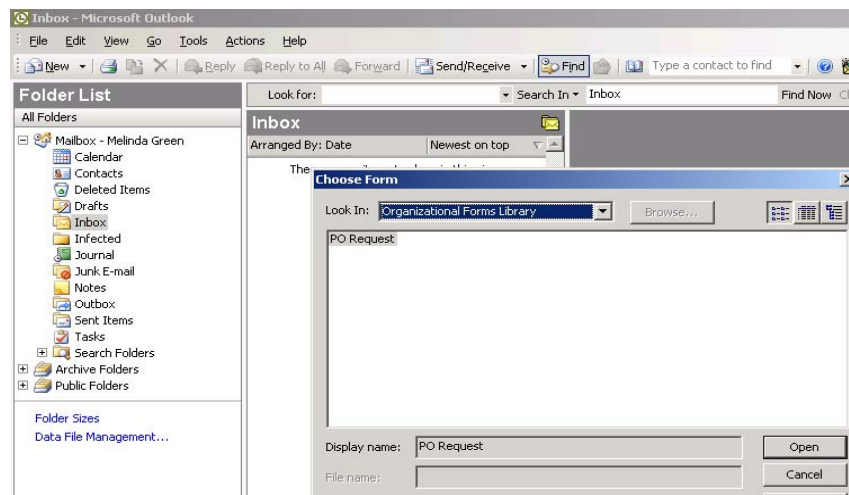 Inbox - Microsoft Outlook
File Edit View Go Tools Actions Help
New Reply Reply to All Forward Send/Receive Find Type a contact to find
Folder List
All Folders
Mailbox - Melinda Green
Calendar
Contacts
Deleted Items
Drafts
Inbox
Infected
Journal
Junk E-mail
Notes
Outbox
Sent Items
Tasks
Search Folders
Archive Folders
Public Folders
Folder Sizes
Data File Management...
Look for: Search In Inbox Find Now
Inbox
Arranged By: Date Newest on top
The
Choose Form
Look In: Organizational Forms Library Browse...
PO Request
Display name: PO Request Open
File name: Cancel